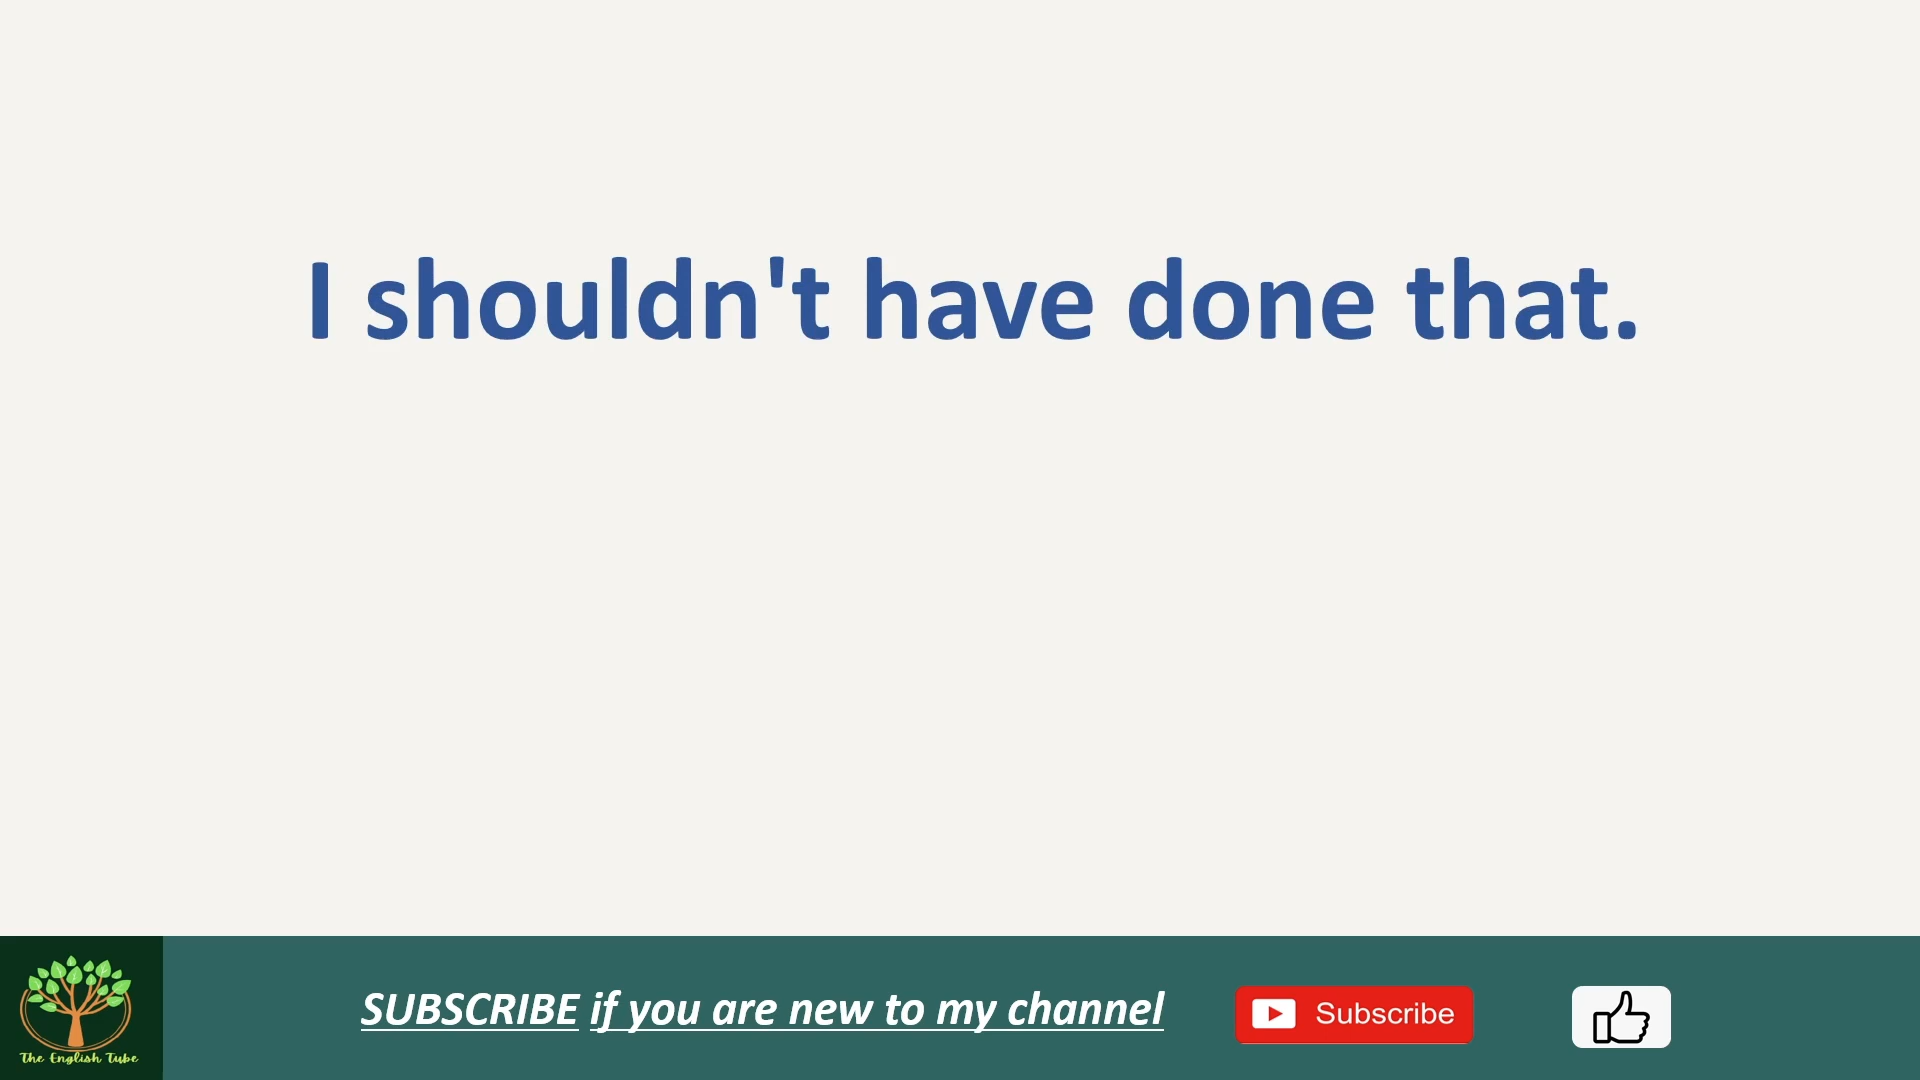 I shouldn't have done that.
SUBSCRIBE if you are new to my channel
Subscribe
The English Tube